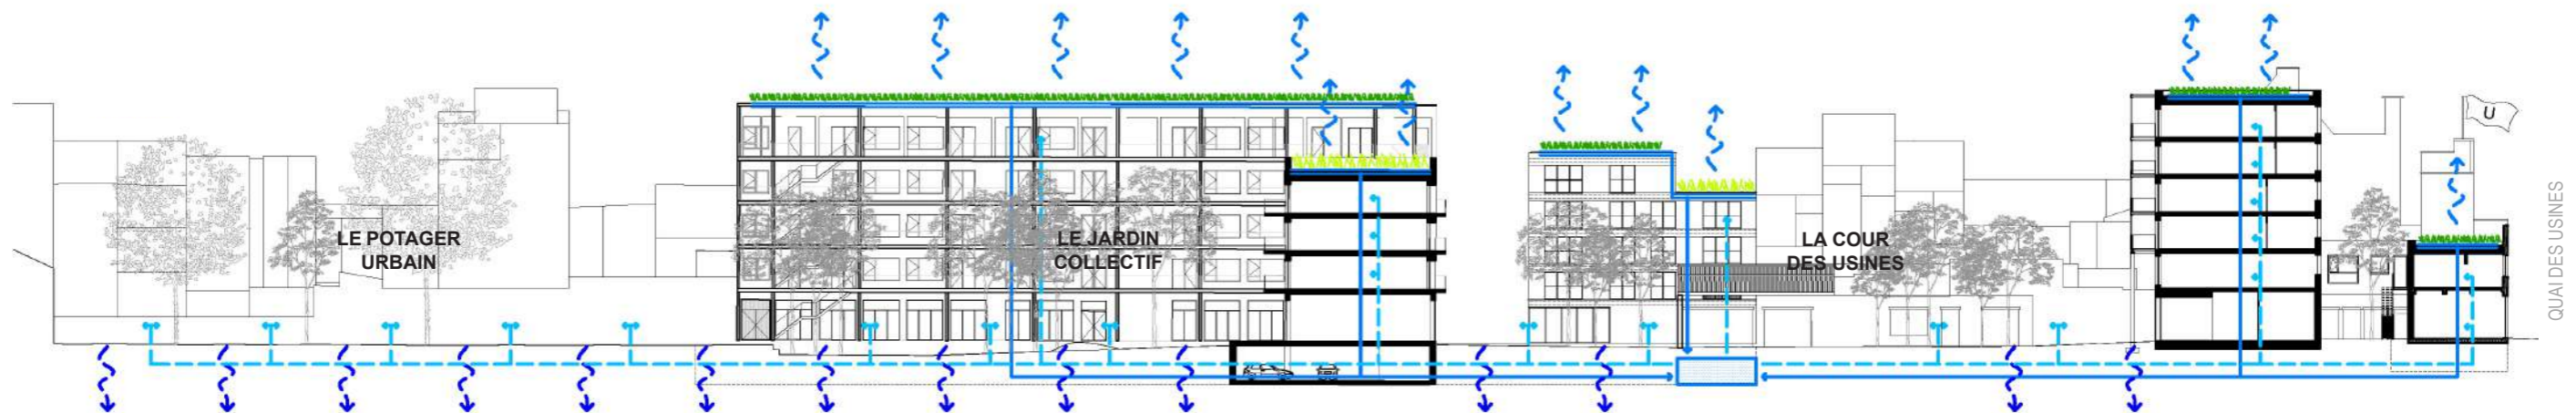 LE POTAGER
URBAIN
LE JARDIN
COLLECTIF
LA COUR
DES USINES
U
QUAI DES USINES